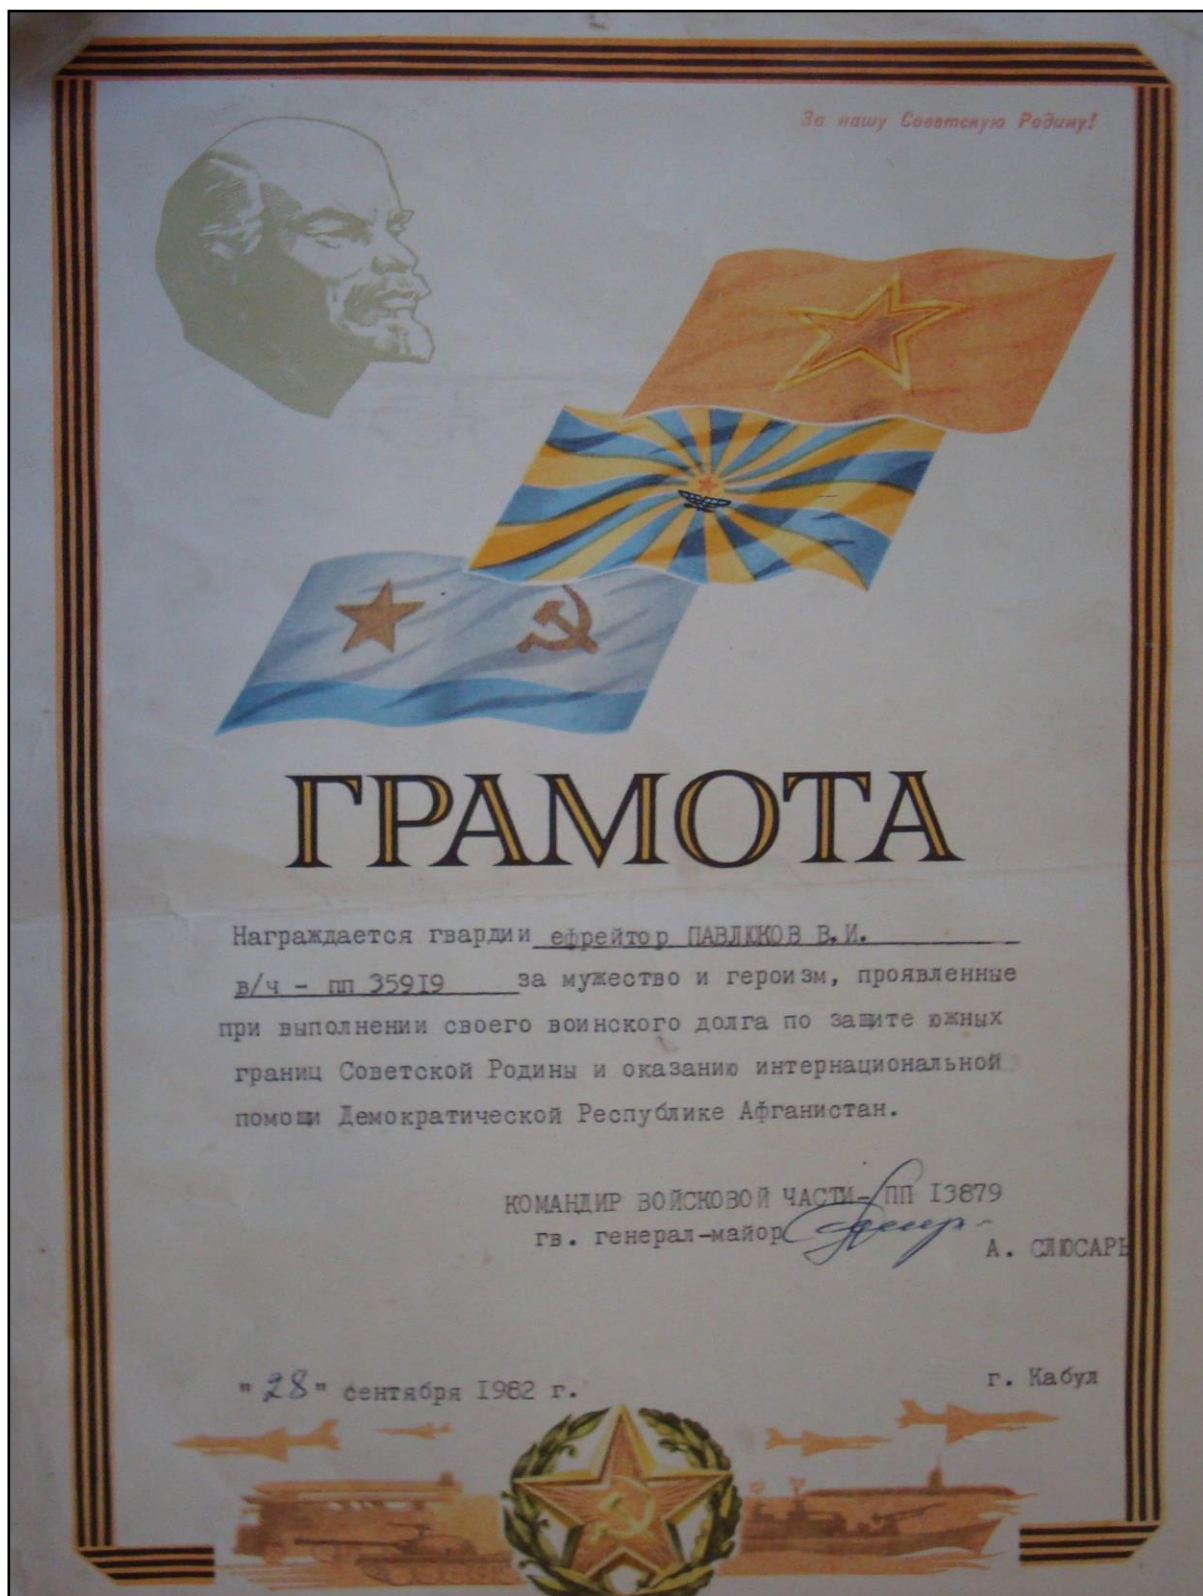 За нашу Советскую Родину!
ГРАМОТА
Награждается гвардии ефрейтор ПАВЛЮКОВ В.И.
в/ч - пп 35919 за мужество и героизм, проявленные
при выполнении своего воинского долга по защите южных
границ Советской Родины и оказанию интернациональной
помощи Демократической Республике Афганистан.
КОМАНДИР ВОЙСКОВОЙ ЧАСТИ- ПП 13879
гв. генерал-майор
А. СЛЮСАРЬ
"28" сентября 1982 г.
г. Кабул